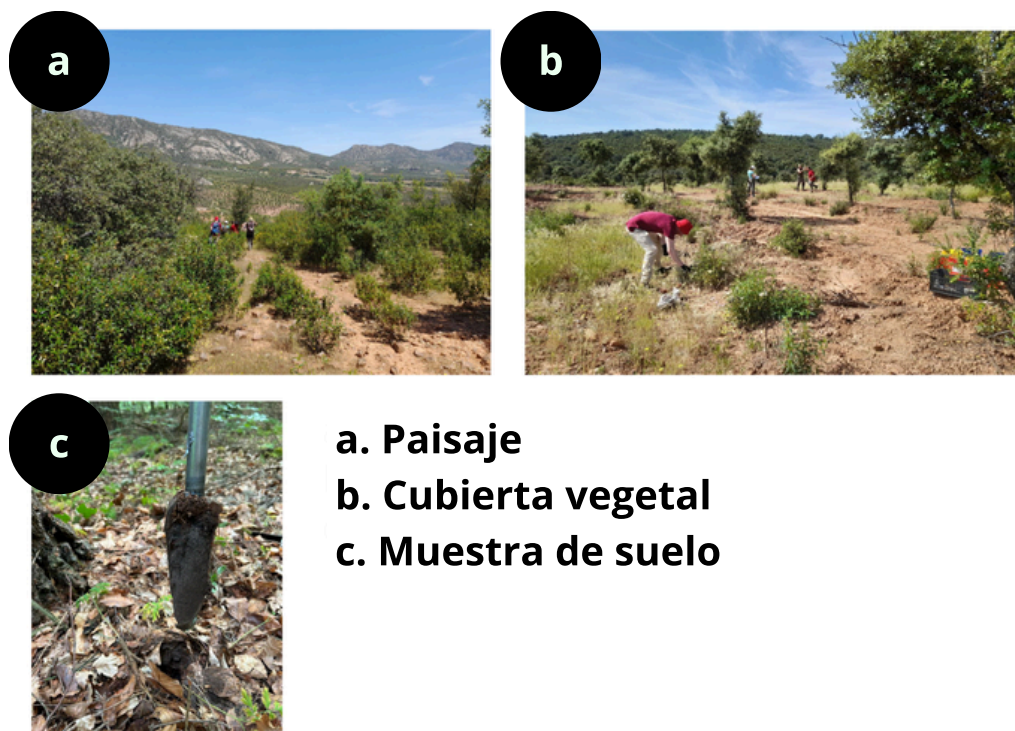 a
b
c
a. Paisaje
b. Cubierta vegetal
c. Muestra de suelo